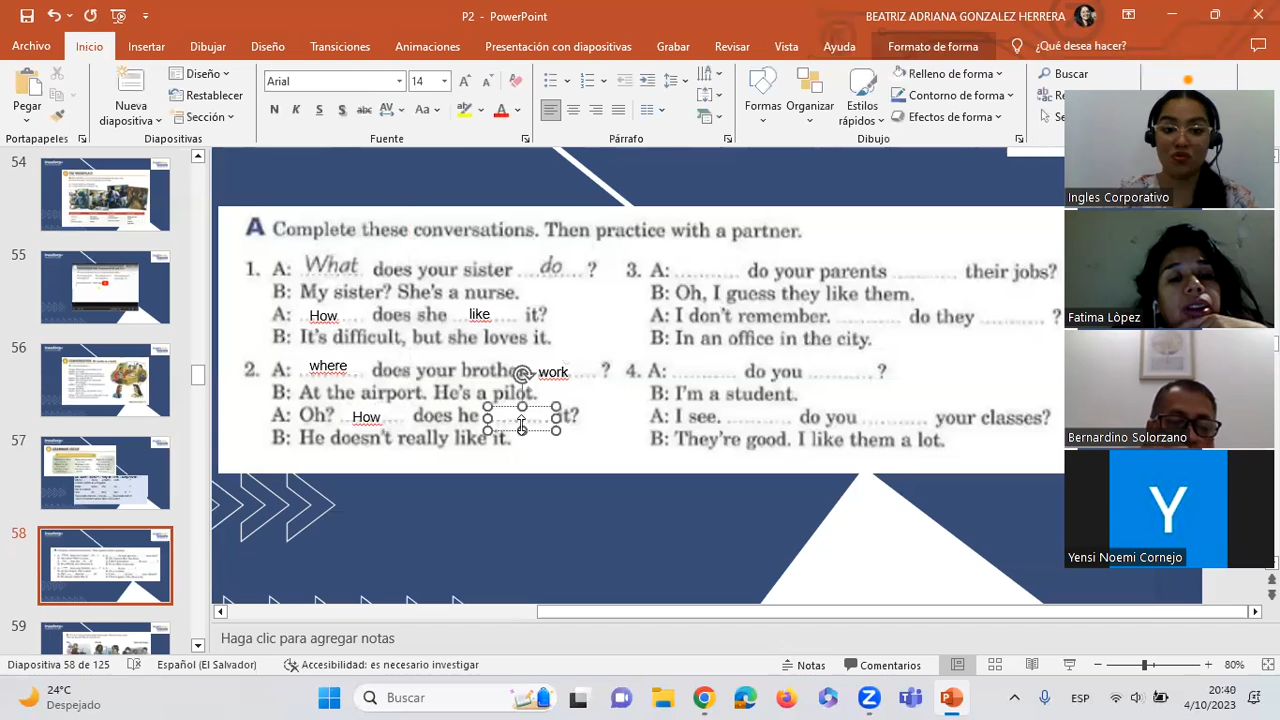 P2 - PowerPoint
BEATRIZ ADRIANA GONZALEZ HERRERA
Archivo Inicio Insertar Dibujar Diseño Transiciones Animaciones Presentación con diapositivas Grabar Revisar Vista Ayuda Formato de forma ¿Qué desea hacer?
Pegar
Portapapeles
Nueva diapositiva
Diseño
Restablecer
Sección
Diapositivas
Arial 14
N K S S abc AV Aa A
Fuente
Párrafo
Formas
Organizar
Estilos rápidos
Relleno de forma
Contorno de forma
Efectos de forma
Dibujo
Buscar
54
55
56
57
58
59
A Complete these conversations. Then practice with a partner.
1. A: What does your sister do ?
B: My sister? She's a nurse.
A: How does she like it?
B: It's difficult, but she loves it.
2. A: where does your brother work ?
B: At the airport. He's a pilot.
A: Oh? How does he it?
B: He doesn't really like it.
3. A: .......... do your parents .......... their jobs?
B: Oh, I guess they like them.
A: I don't remember. .......... do they .......... ?
B: In an office in the city.
4. A: .......... do you .......... ?
B: I'm a student.
A: I see. .......... do you .......... your classes?
B: They're good. I like them a lot.
Ingles Corporativo
Fatima López
Bernardino Solorzano
Y
Yensi Noemi Cornejo
Haga clic para agregar notas
Diapositiva 58 de 125 Español (El Salvador) Accesibilidad: es necesario investigar Notas Comentarios 80%
24°C
Despejado
Buscar
ESP
20:40
4/10/2023